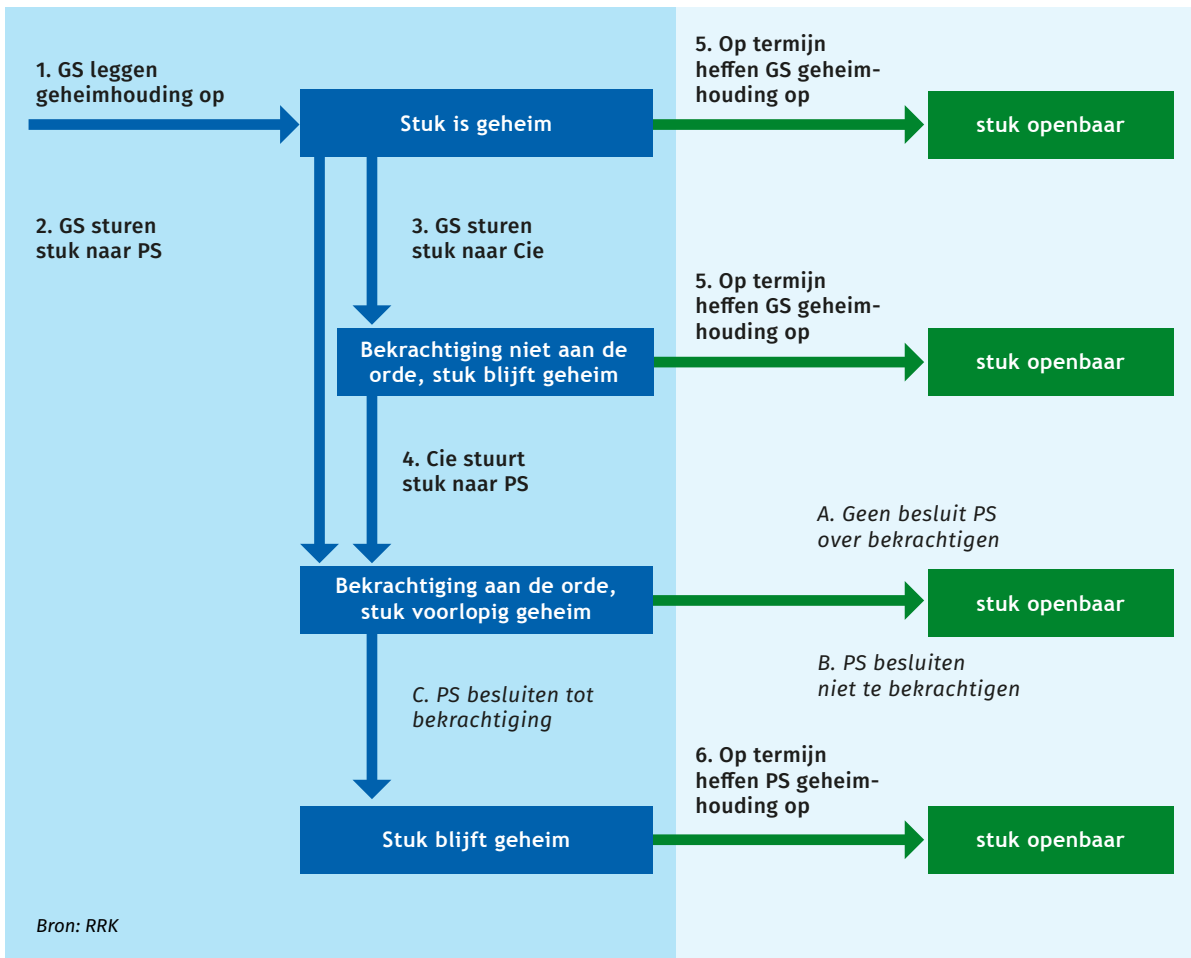 1. GS leggen
geheimhouding op
Stuk is geheim
5. Op termijn
heffen GS geheim-
houding op
stuk openbaar
2. GS sturen
stuk naar PS
3. GS sturen
stuk naar Cie
Bekrachtiging niet aan de
orde, stuk blijft geheim
5. Op termijn
heffen GS geheim-
houding op
stuk openbaar
4. Cie stuurt
stuk naar PS
Bekrachtiging aan de orde,
stuk voorlopig geheim
A. Geen besluit PS
over bekrachtigen
stuk openbaar
B. PS besluiten
niet te bekrachtigen
C. PS besluiten tot
bekrachtiging
Stuk blijft geheim
6. Op termijn
heffen PS geheim-
houding op
stuk openbaar
Bron: RRK